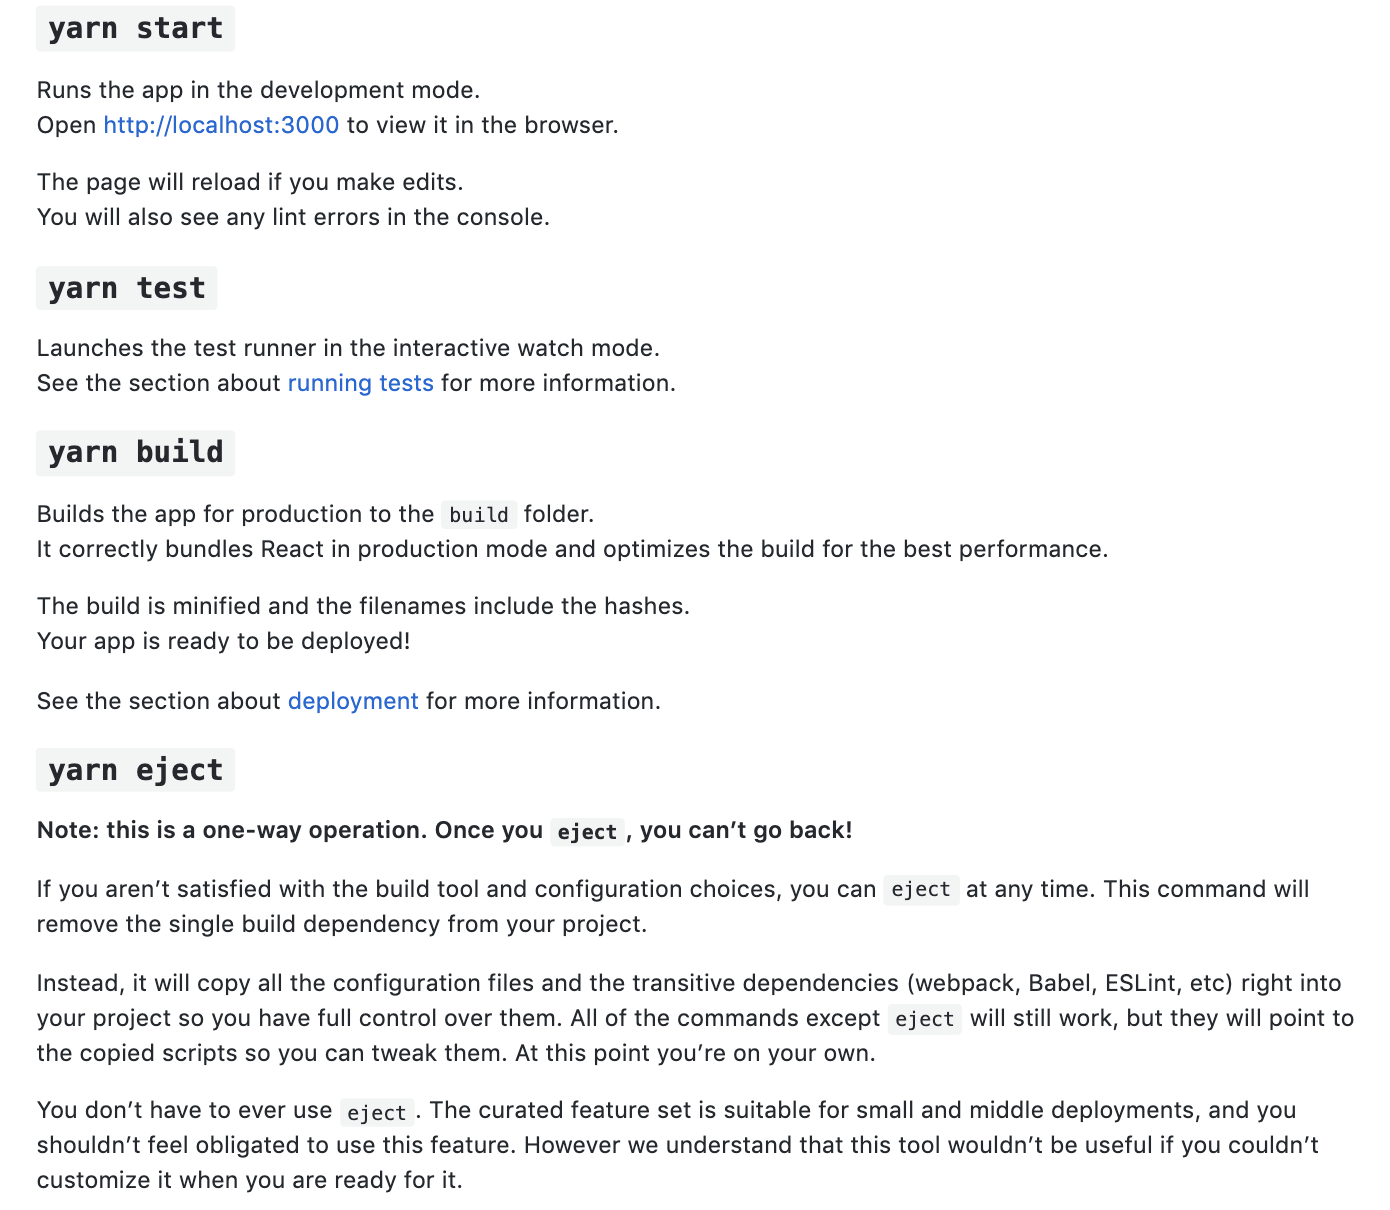 yarn start
Runs the app in the development mode.
Open http://localhost:3000 to view it in the browser.
The page will reload if you make edits.
You will also see any lint errors in the console.
yarn test
Launches the test runner in the interactive watch mode.
See the section about running tests for more information.
yarn build
Builds the app for production to the build folder.
It correctly bundles React in production mode and optimizes the build for the best performance.
The build is minified and the filenames include the hashes.
Your app is ready to be deployed!
See the section about deployment for more information.
yarn eject
Note: this is a one-way operation. Once you eject, you can’t go back!
If you aren’t satisfied with the build tool and configuration choices, you can eject at any time. This command will
remove the single build dependency from your project.
Instead, it will copy all the configuration files and the transitive dependencies (webpack, Babel, ESLint, etc) right into
your project so you have full control over them. All of the commands except eject will still work, but they will point to
the copied scripts so you can tweak them. At this point you’re on your own.
You don’t have to ever use eject. The curated feature set is suitable for small and middle deployments, and you
shouldn’t feel obligated to use this feature. However we understand that this tool wouldn’t be useful if you couldn’t
customize it when you are ready for it.